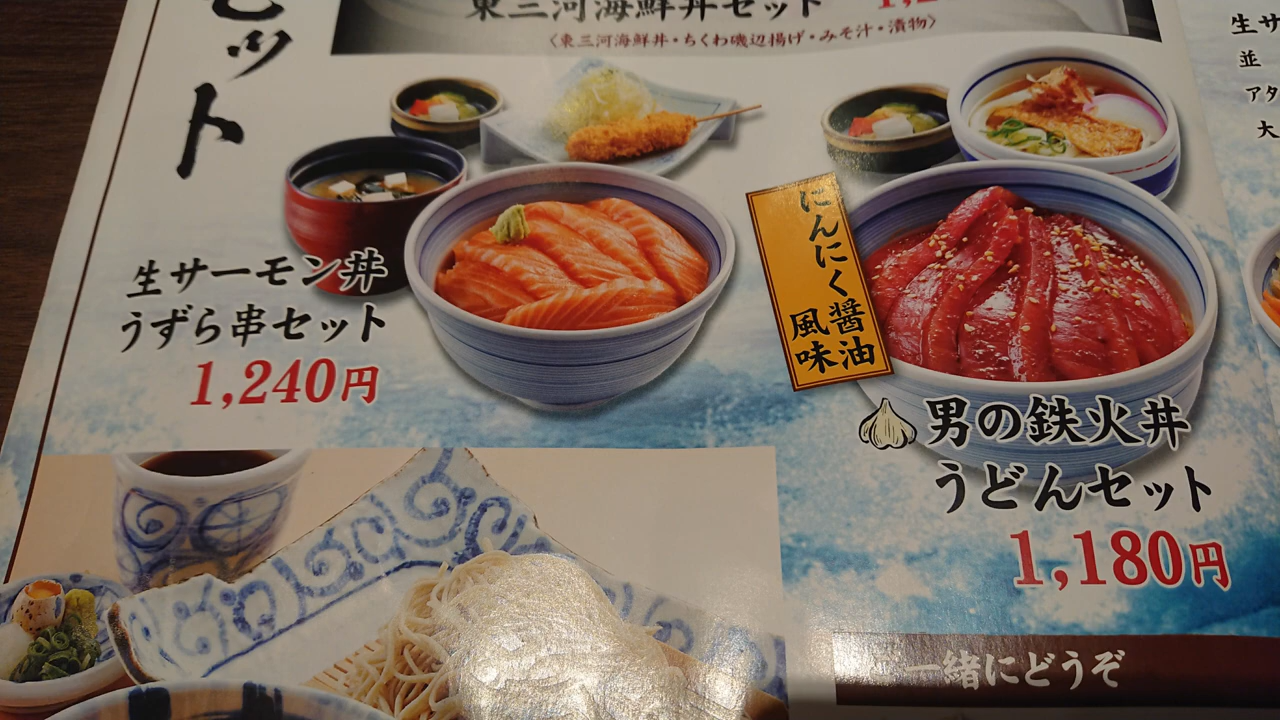 セット
東三河海鮮丼セット
〈東三河海鮮丼・ちくわ磯辺揚げ・みそ汁・漬物〉
生サーモン丼
うずら串セット
1,240円
にんにく醤油
風味
男の鉄火丼
うどんセット
1,180円
一緒にどうぞ
生サ
並
アタ
大